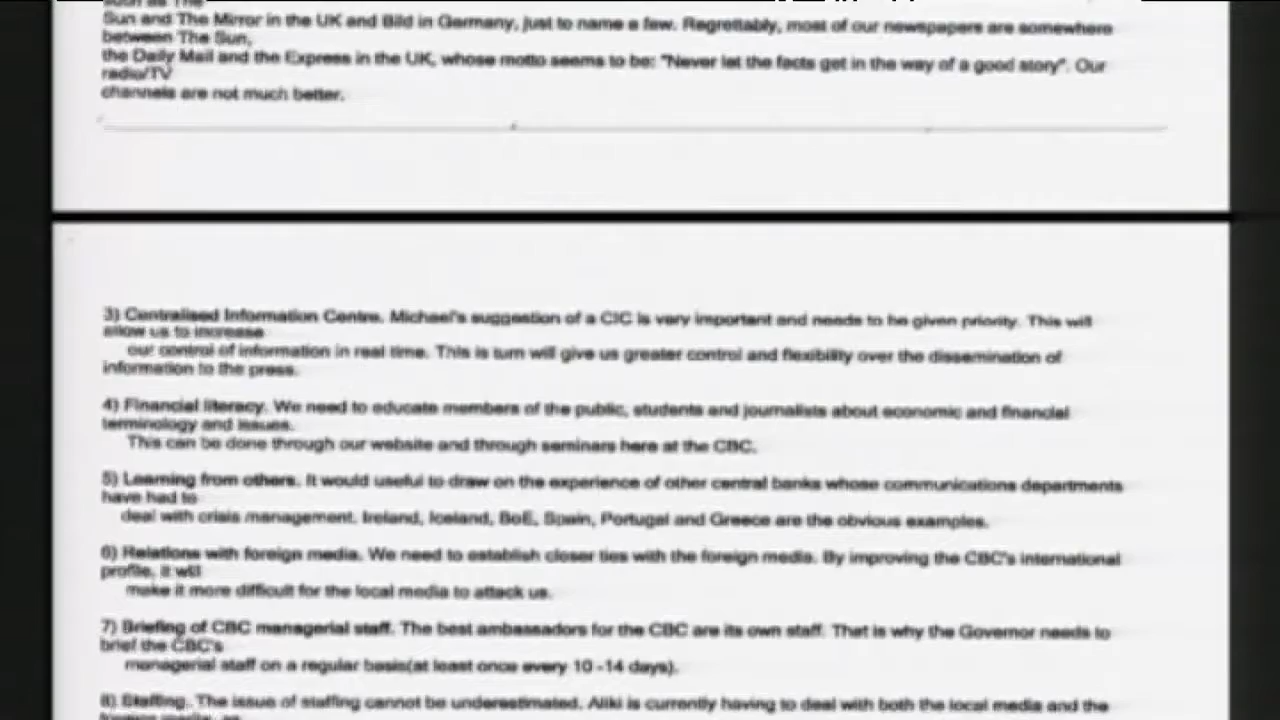 such as The
Sun and The Mirror in the UK and Bild in Germany, just to name a few. Regrettably, most of our newspapers are somewhere
between The Sun,
the Daily Mail and the Express in the UK, whose motto seems to be: "Never let the facts get in the way of a good story". Our
radio/TV
channels are not much better.
3) Centralised Information Centre. Michael's suggestion of a CIC is very important and needs to be given priority. This will
allow us to increase
our control of information in real time. This is turn will give us greater control and flexibility over the dissemination of
information to the press.
4) Financial literacy. We need to educate members of the public, students and journalists about economic and financial
terminology and issues.
This can be done through our website and through seminars here at the CBC.
5) Learning from others. It would useful to draw on the experience of other central banks whose communications departments
have had to
deal with crisis management. Ireland, Iceland, BoE, Spain, Portugal and Greece are the obvious examples.
6) Relations with foreign media. We need to establish closer ties with the foreign media. By improving the CBC's international
profile, it will
make it more difficult for the local media to attack us.
7) Briefing of CBC managerial staff. The best ambassadors for the CBC are its own staff. That is why the Governor needs to
brief the CBC's
managerial staff on a regular basis(at least once every 10 -14 days).
8) Staffing. The issue of staffing cannot be underestimated. Aliki is currently having to deal with both the local media and the
foreign media, as